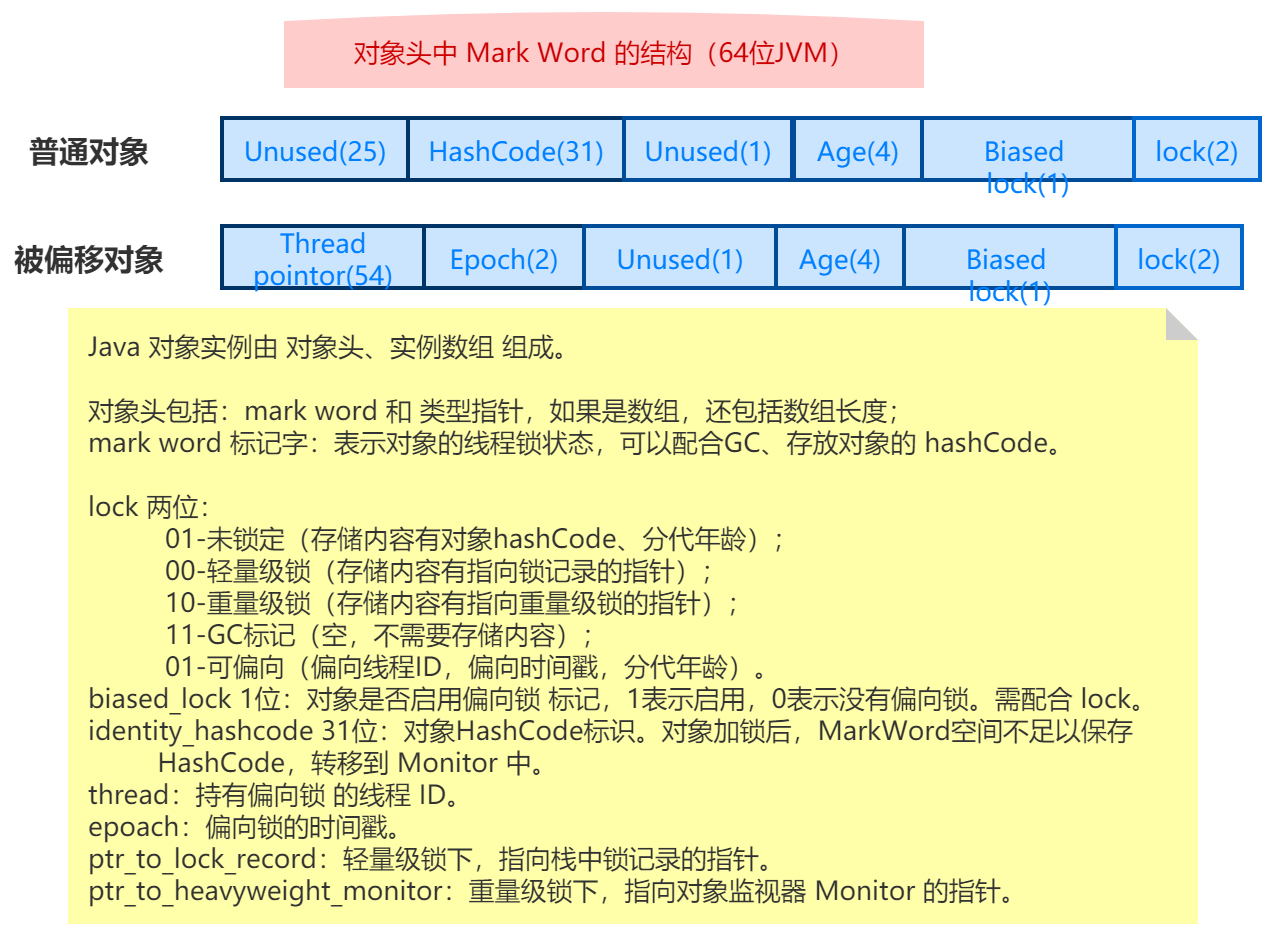 对象头中 Mark Word 的结构（64位JVM）
普通对象
Unused(25)
HashCode(31)
Unused(1)
Age(4)
Biased
lock(1)
lock(2)
被偏移对象
Thread
pointor(54)
Epoch(2)
Unused(1)
Age(4)
Biased
lock(1)
lock(2)
Java 对象实例由 对象头、实例数组 组成。
对象头包括：mark word 和 类型指针，如果是数组，还包括数组长度；
mark word 标记字：表示对象的线程锁状态，可以配合GC、存放对象的 hashCode。
lock 两位：
01-未锁定（存储内容有对象hashCode、分代年龄）；
00-轻量级锁（存储内容有指向锁记录的指针）；
10-重量级锁（存储内容有指向重量级锁的指针）；
11-GC标记（空，不需要存储内容）；
01-可偏向（偏向线程ID，偏向时间戳，分代年龄）。
biased_lock 1位：对象是否启用偏向锁 标记，1表示启用，0表示没有偏向锁。需配合 lock。
identity_hashcode 31位：对象HashCode标识。对象加锁后，MarkWord空间不足以保存
HashCode，转移到 Monitor 中。
thread：持有偏向锁 的线程 ID。
epoach：偏向锁的时间戳。
ptr_to_lock_record：轻量级锁下，指向栈中锁记录的指针。
ptr_to_heavyweight_monitor：重量级锁下，指向对象监视器 Monitor 的指针。